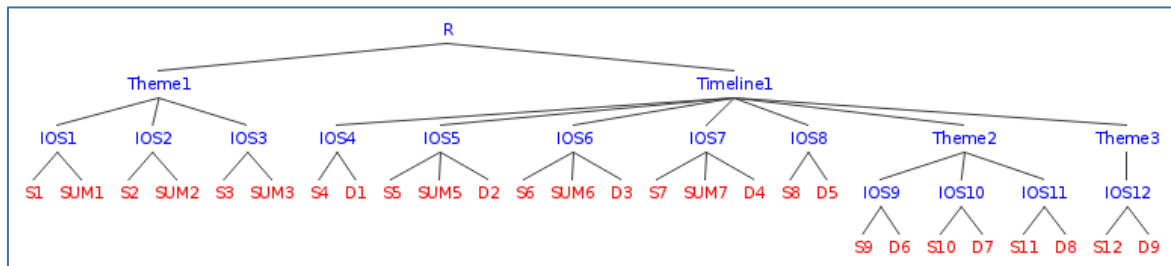 R
Theme1 Timeline1
IOS1 IOS2 IOS3 IOS4 IOS5 IOS6 IOS7 IOS8 Theme2 Theme3
S1 SUM1 S2 SUM2 S3 SUM3 S4 D1 S5 SUM5 D2 S6 SUM6 D3 S7 SUM7 D4 S8 D5 IOS9 IOS10 IOS11 IOS12
S9 D6 S10 D7 S11 D8 S12 D9